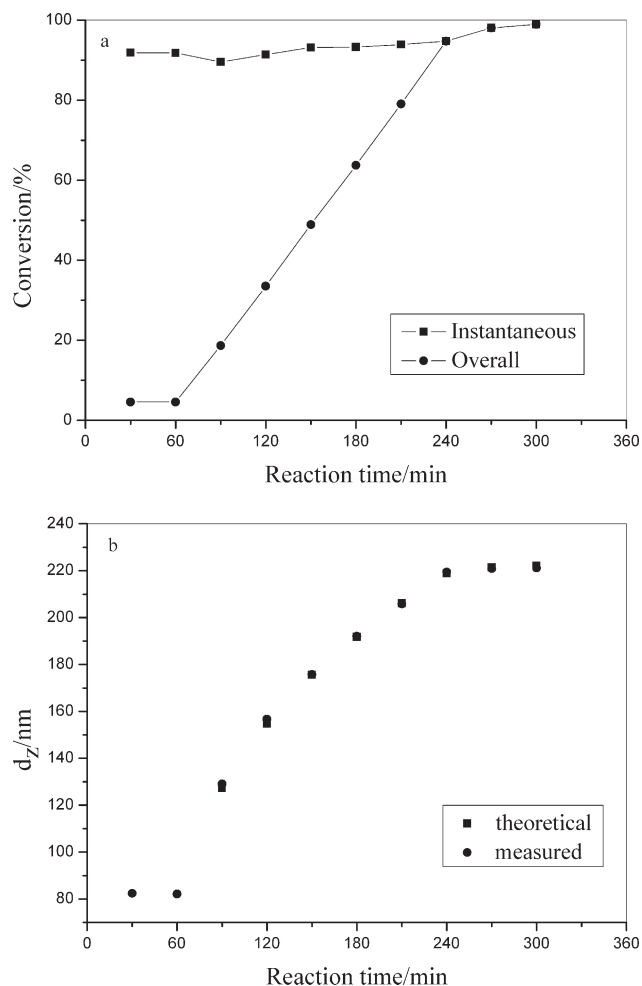 a
100
80
60
40
20
0
Conversion/%
Instantaneous
Overall
0 60 120 180 240 300 360
Reaction time/min
b
240
220
200
180
160
140
120
100
80
dz/nm
theoretical
measured
0 60 120 180 240 300 360
Reaction time/min